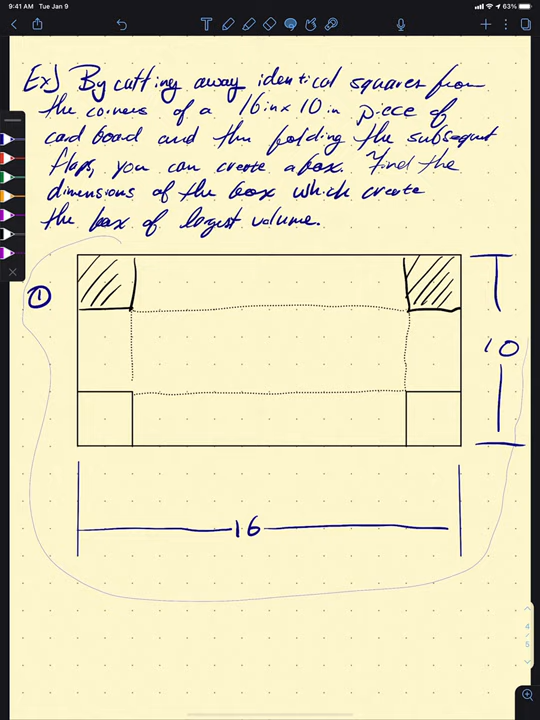 9:41 AM Tue Jan 9
63%
Ex) By cutting away identical squares from
the corners of a 16in x 10 in piece of
card board and then folding the subsequent
flaps, you can create a box. Find the
dimensions of the box which create
the box of largest volume.
1
10
16
4
5